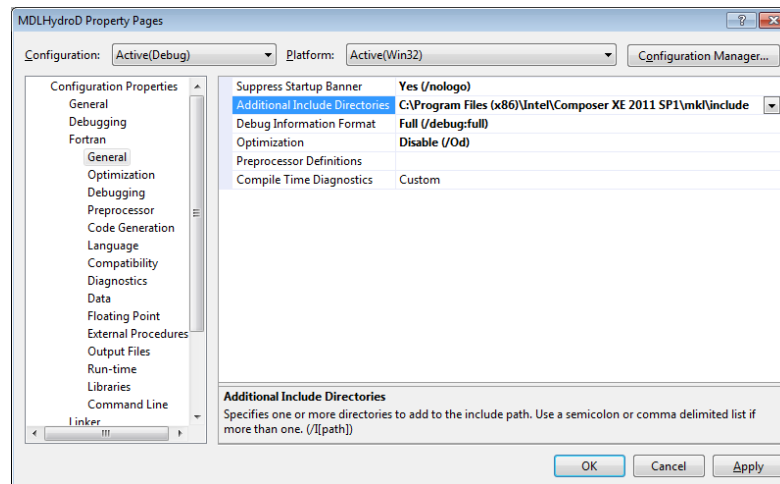 MDLHydroD Property Pages
Configuration: Active(Debug) Platform: Active(Win32) Configuration Manager...
Configuration Properties
General
Debugging
Fortran
General
Optimization
Debugging
Preprocessor
Code Generation
Language
Compatibility
Diagnostics
Data
Floating Point
External Procedures
Output Files
Run-time
Libraries
Command Line
Linker
Suppress Startup Banner Yes (/nologo)
Additional Include Directories C:\Program Files (x86)\Intel\Composer XE 2011 SP1\mkl\include
Debug Information Format Full (/debug:full)
Optimization Disable (/Od)
Preprocessor Definitions
Compile Time Diagnostics Custom
Additional Include Directories
Specifies one or more directories to add to the include path. Use a semicolon or comma delimited list if
more than one. (/I[path])
OK Cancel Apply